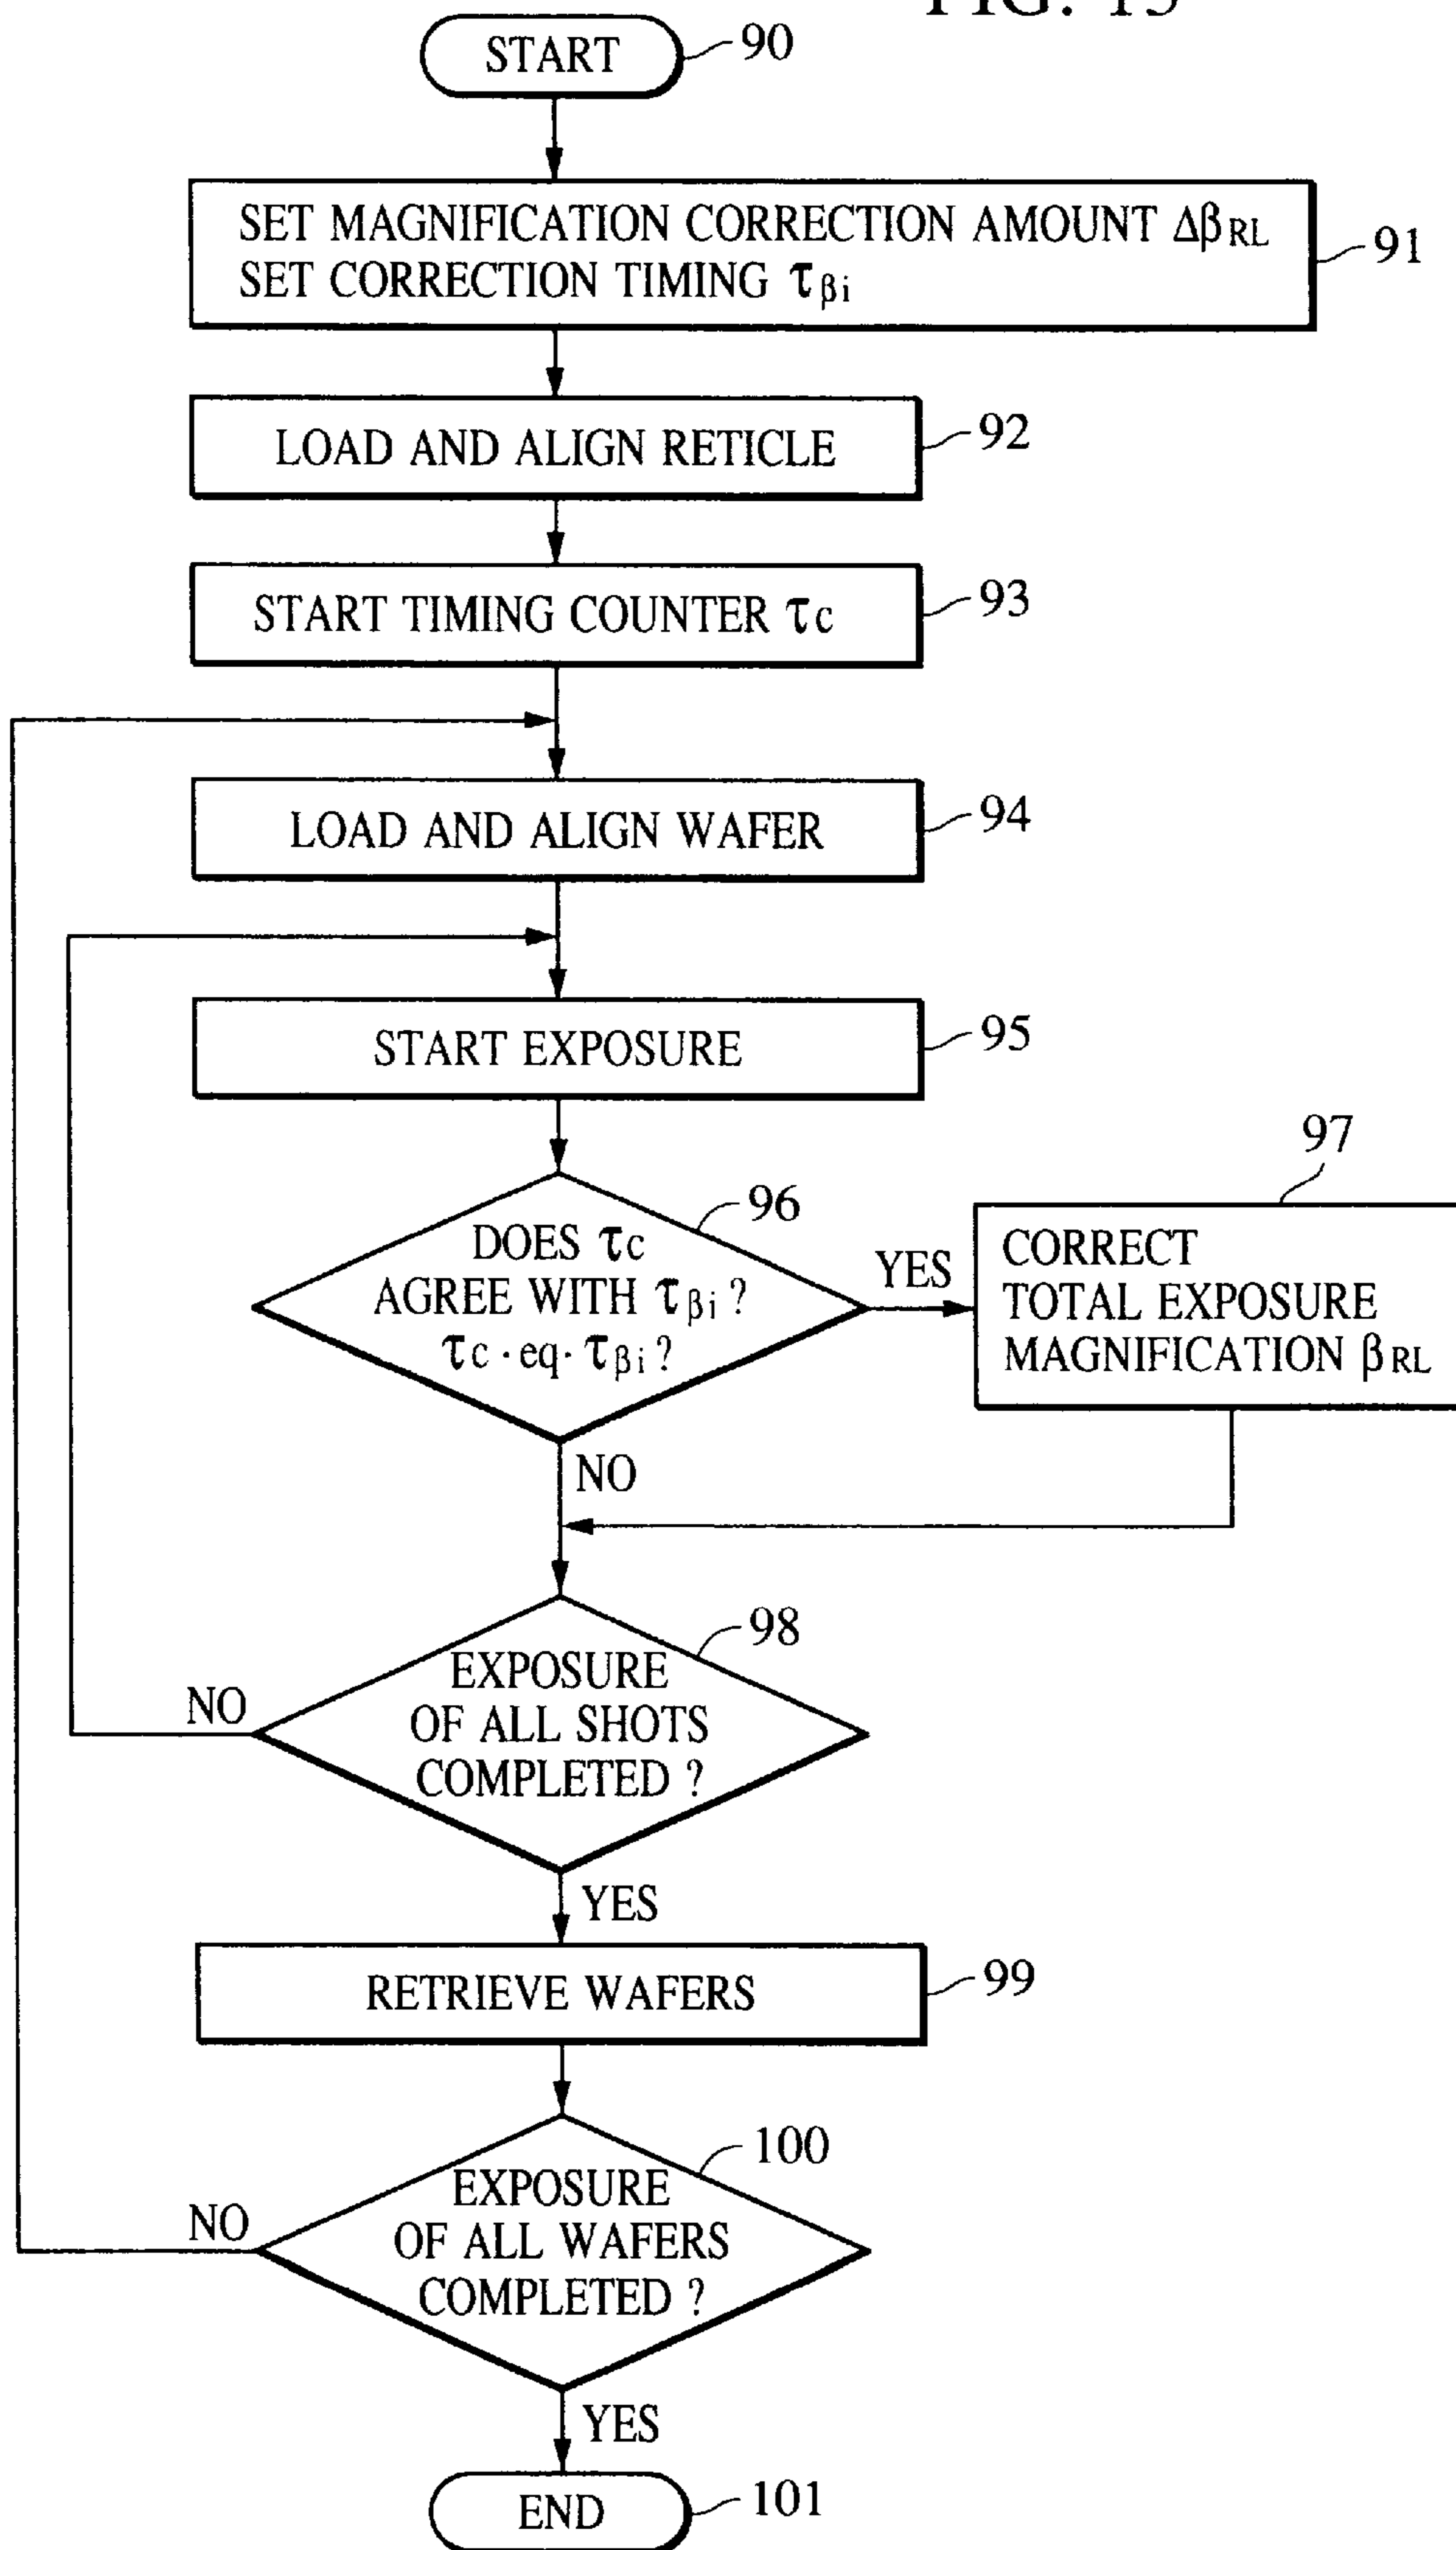 FIG. 13
START
90
SET MAGNIFICATION CORRECTION AMOUNT ΔβRL
SET CORRECTION TIMING τβi
91
LOAD AND ALIGN RETICLE
92
START TIMING COUNTER τc
93
LOAD AND ALIGN WAFER
94
START EXPOSURE
95
DOES τc
AGREE WITH τβi ?
τc · eq · τβi ?
96
YES
97
CORRECT
TOTAL EXPOSURE
MAGNIFICATION βRL
NO
EXPOSURE
OF ALL SHOTS
COMPLETED ?
98
NO
YES
RETRIEVE WAFERS
99
EXPOSURE
OF ALL WAFERS
COMPLETED ?
100
NO
YES
END
101